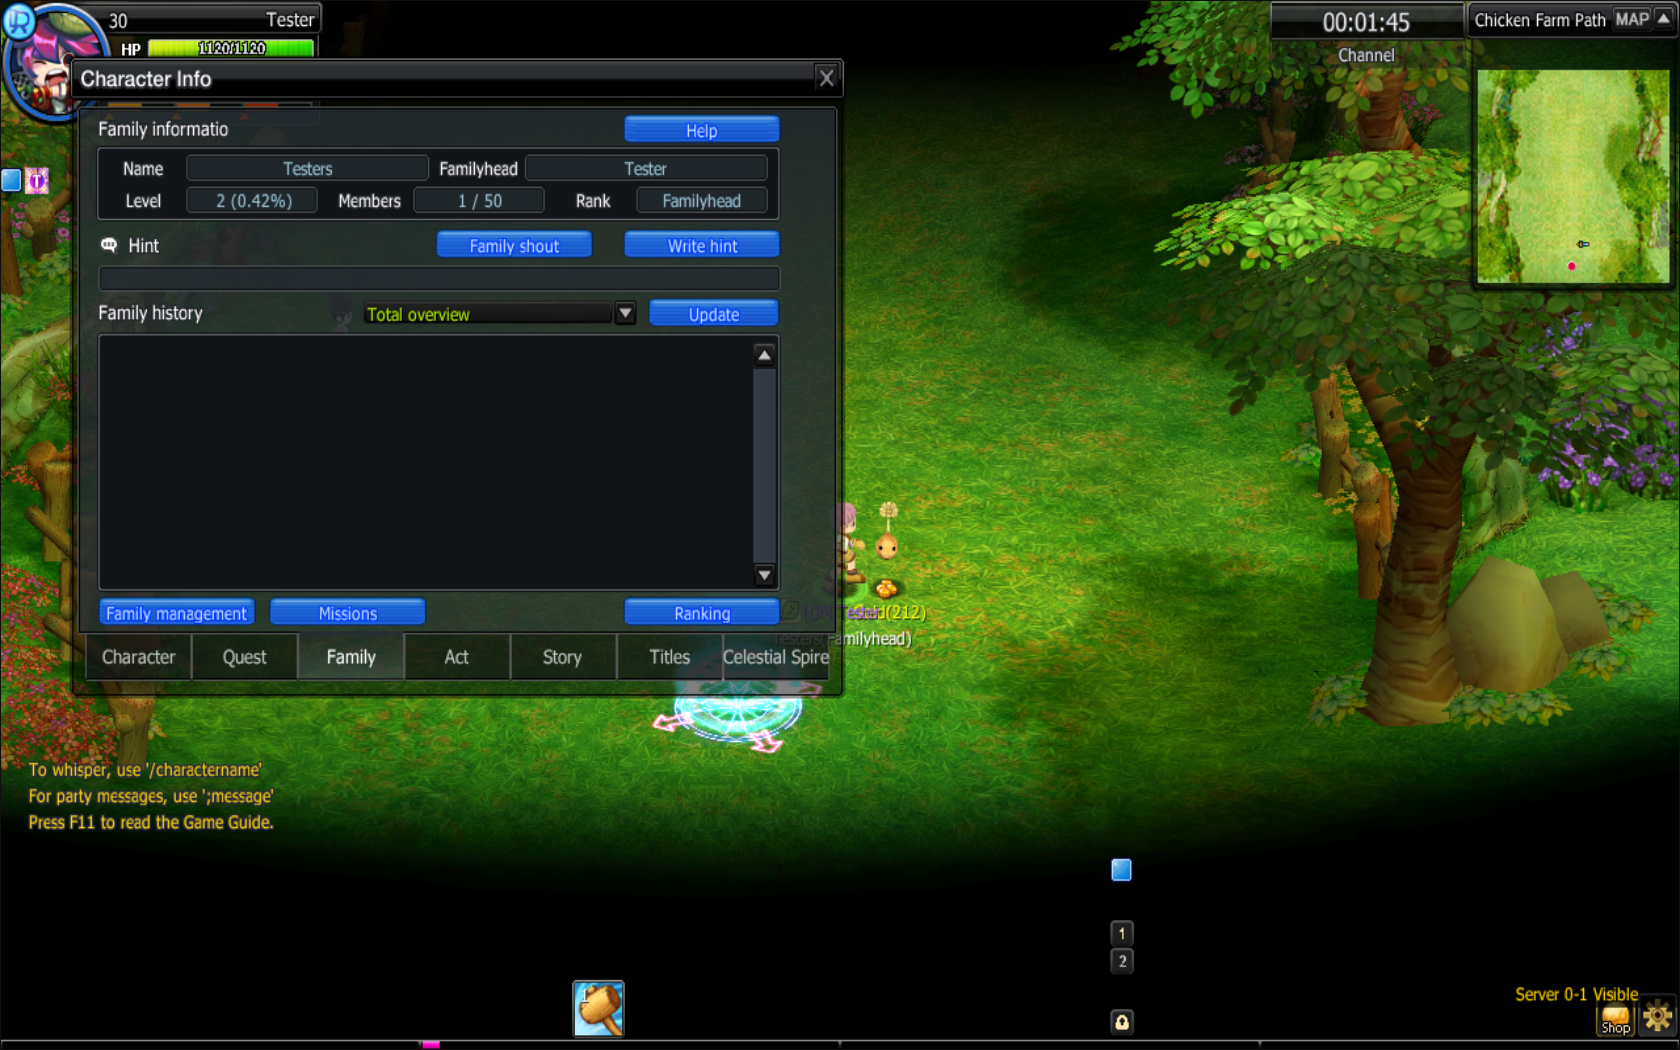 30 Tester
HP 1120/1120
00:01:45
Channel
Chicken Farm Path MAP
Character Info X
Family informatio Help
Name Testers Familyhead Tester
Level 2 (0.42%) Members 1 / 50 Rank Familyhead
Hint Family shout Write hint
Family history Total overview Update
Family management Missions Ranking
Character Quest Family Act Story Titles Celestial Spire
(212)
Testers(Familyhead)
To whisper, use '/charactername'
For party messages, use ';message'
Press F11 to read the Game Guide.
1
2
1
Server 0-1 Visible
Shop